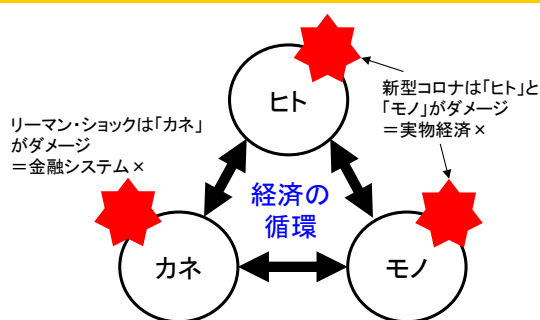 ヒト
新型コロナは「ヒト」と
「モノ」がダメージ
＝実物経済×
リーマン・ショックは「カネ」
がダメージ
＝金融システム×
経済の
循環
カネ
モノ